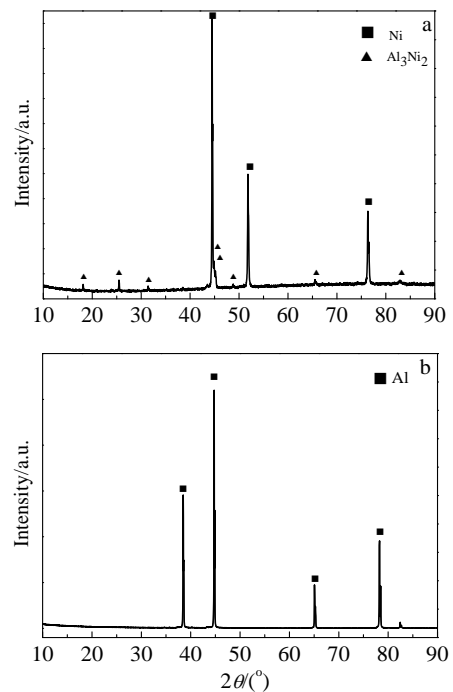 a
■ Ni
▲ Al₃Ni₂
Intensity/a.u.
10 20 30 40 50 60 70 80 90
b
■ Al
Intensity/a.u.
10 20 30 40 50 60 70 80 90
2θ/(°)